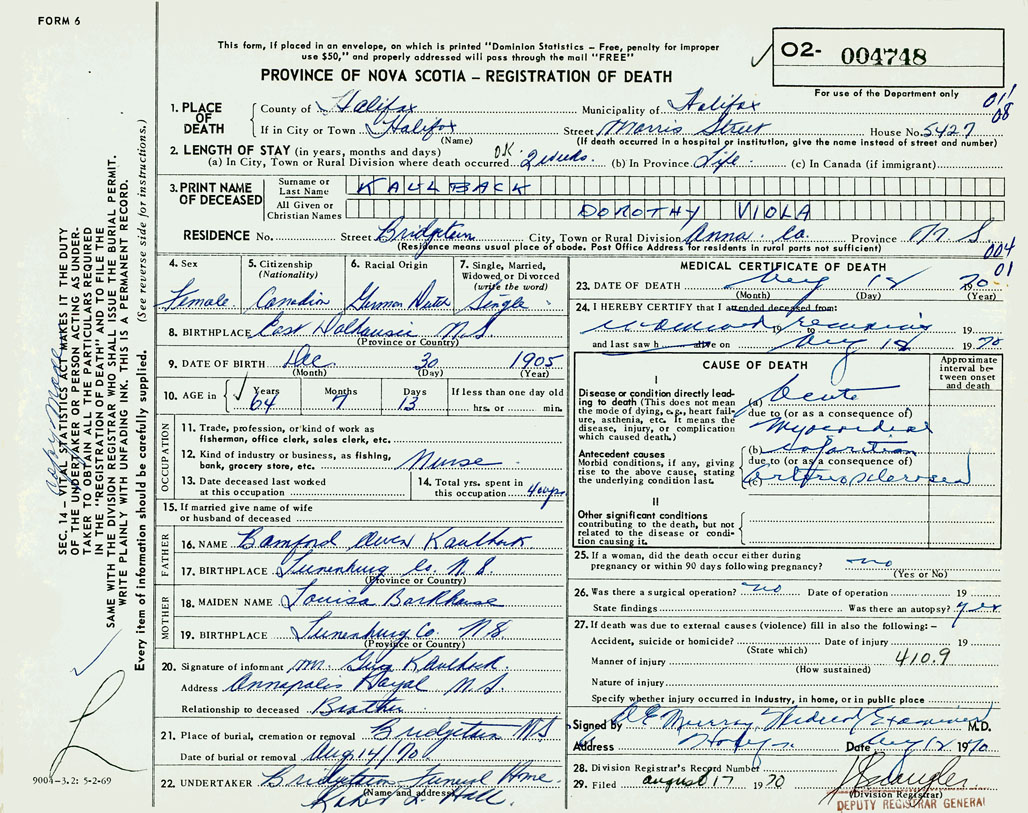 FORM 6
This form, if placed in an envelope, on which is printed "Dominion Statistics – Free, penalty for improper
use $50," and properly addressed will pass through the mail "FREE"
PROVINCE OF NOVA SCOTIA – REGISTRATION OF DEATH
02- 004748
For use of the Department only
1. PLACE OF DEATH
County of Halifax Municipality of Halifax
If in City or Town Halifax Street Morris Street House No. 5427
(Name) (If death occurred in a hospital or institution, give the name instead of street and number)
01/08
2. LENGTH OF STAY (in years, months and days)
(a) In City, Town or Rural Division where death occurred OK 2 weeks. (b) In Province Life (c) In Canada (if immigrant)
3. PRINT NAME OF DECEASED
Surname or Last Name KAULBACK
All Given or Christian Names DOROTHY VIOLA
RESIDENCE No. Street Bridgetown City, Town or Rural Division Anna. Co. Province N S
(Residence means usual place of abode. Post Office Address for residents in rural parts not sufficient)
004
01
4. Sex Female
5. Citizenship (Nationality) Canadian
6. Racial Origin German Dutch
7. Single, Married, Widowed or Divorced (write the word) Single
8. BIRTHPLACE East Dalhousie N S
(Province or Country)
9. DATE OF BIRTH Dec 30 1905
(Month) (Day) (Year)
10. AGE in Years 64 Months 7 Days 13 If less than one day old hrs. or min.
OCCUPATION
11. Trade, profession, or kind of work as fisherman, office clerk, sales clerk, etc.
12. Kind of industry or business, as fishing, bank, grocery store, etc. Nurse
13. Date deceased last worked at this occupation
14. Total yrs. spent in this occupation 40 yrs
15. If married give name of wife or husband of deceased
FATHER
16. NAME Bamford Owen Kaulback
17. BIRTHPLACE Lunenburg Co. N. S.
(Province or Country)
MOTHER
18. MAIDEN NAME Louisa Barkhouse
19. BIRTHPLACE Lunenburg Co. N S
(Province or Country)
20. Signature of informant Mr. Guy Kaulback.
Address Annapolis Royal N. S.
Relationship to deceased Brother
21. Place of burial, cremation or removal Bridgetown N S
Date of burial or removal Aug 14/70
22. UNDERTAKER Bridgetown Funeral Home
(Name and address) Hall.
MEDICAL CERTIFICATE OF DEATH
23. DATE OF DEATH Aug 12 1970
(Month) (Day) (Year)
24. I HEREBY CERTIFY that I attended deceased from:
19 19
and last saw h alive on Aug 12 1970
CAUSE OF DEATH
Approximate interval between onset and death
I
Disease or condition directly leading to death (This does not mean the mode of dying, e.g., heart failure, asthenia, etc. It means the disease, injury, or complication which caused death.)
(a) Acute
due to (or as a consequence of)
Myocardial
Antecedent causes
Morbid conditions, if any, giving rise to the above cause, stating the underlying condition last.
(b) infarction
due to (or as a consequence of)
(c) Arteriosclerosis
II
Other significant conditions
contributing to the death, but not related to the disease or condition causing it.
25. If a woman, did the death occur either during pregnancy or within 90 days following pregnancy? no
(Yes or No)
26. Was there a surgical operation? no Date of operation 19
State findings Was there an autopsy? yes
27. If death was due to external causes (violence) fill in also the following: –
Accident, suicide or homicide? Date of injury 19
(State which)
Manner of injury 410.9
(How sustained)
Nature of injury
Specify whether injury occurred in industry, in home, or in public place
Signed by Murray Medical Examiner M.D.
Address Date Aug 12 1970
28. Division Registrar's Record Number
29. Filed august 17 1970
(Division Registrar)
DEPUTY REGISTRAR GENERAL
SEC. 14 – VITAL STATISTICS ACT MAKES IT THE DUTY
OF THE UNDERTAKER OR PERSON ACTING AS UNDER-
TAKER TO OBTAIN ALL THE PARTICULARS REQUIRED
IN THE "REGISTRATION OF DEATH" AND TO FILE THE
SAME WITH THE DIVISION REGISTRAR WHO SHALL ISSUE THE BURIAL PERMIT.
WRITE PLAINLY WITH UNFADING INK. THIS IS A PERMANENT RECORD.
Every item of information should be carefully supplied. (See reverse side for instructions.)
9004–3.2: 5-2-69